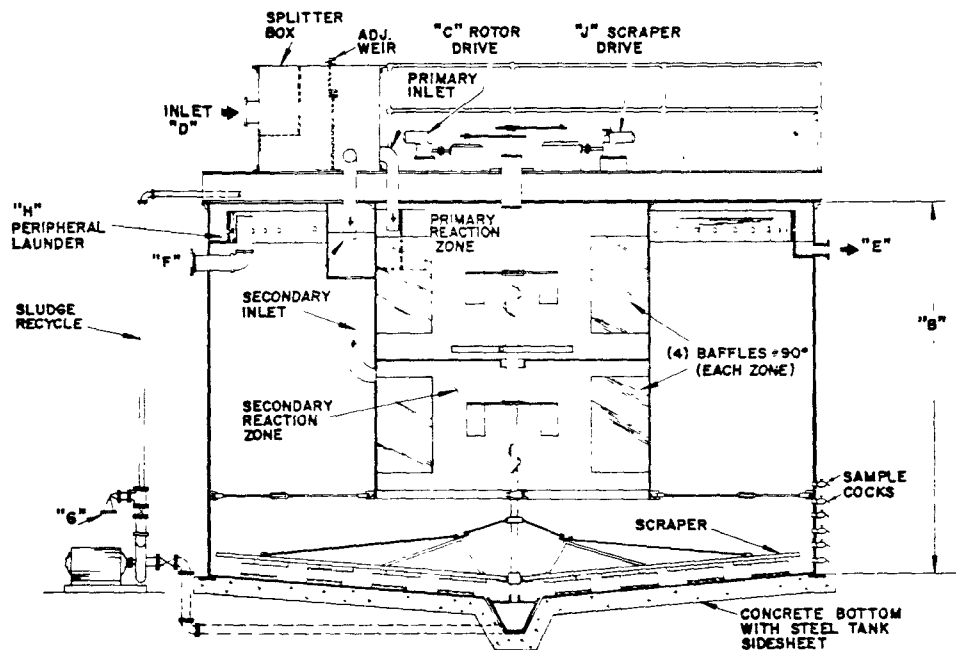 SPLITTER
BOX
ADJ.
WEIR
"C" ROTOR
DRIVE
"J" SCRAPER
DRIVE
PRIMARY
INLET
INLET
"D"
"H"
PERIPHERAL
LAUNDER
PRIMARY
REACTION
ZONE
"F"
"E"
SECONDARY
INLET
SLUDGE
RECYCLE
"B"
(4) BAFFLES ÷90°
(EACH ZONE)
SECONDARY
REACTION
ZONE
SAMPLE
COCKS
"G"
SCRAPER
CONCRETE BOTTOM
WITH STEEL TANK
SIDESHEET